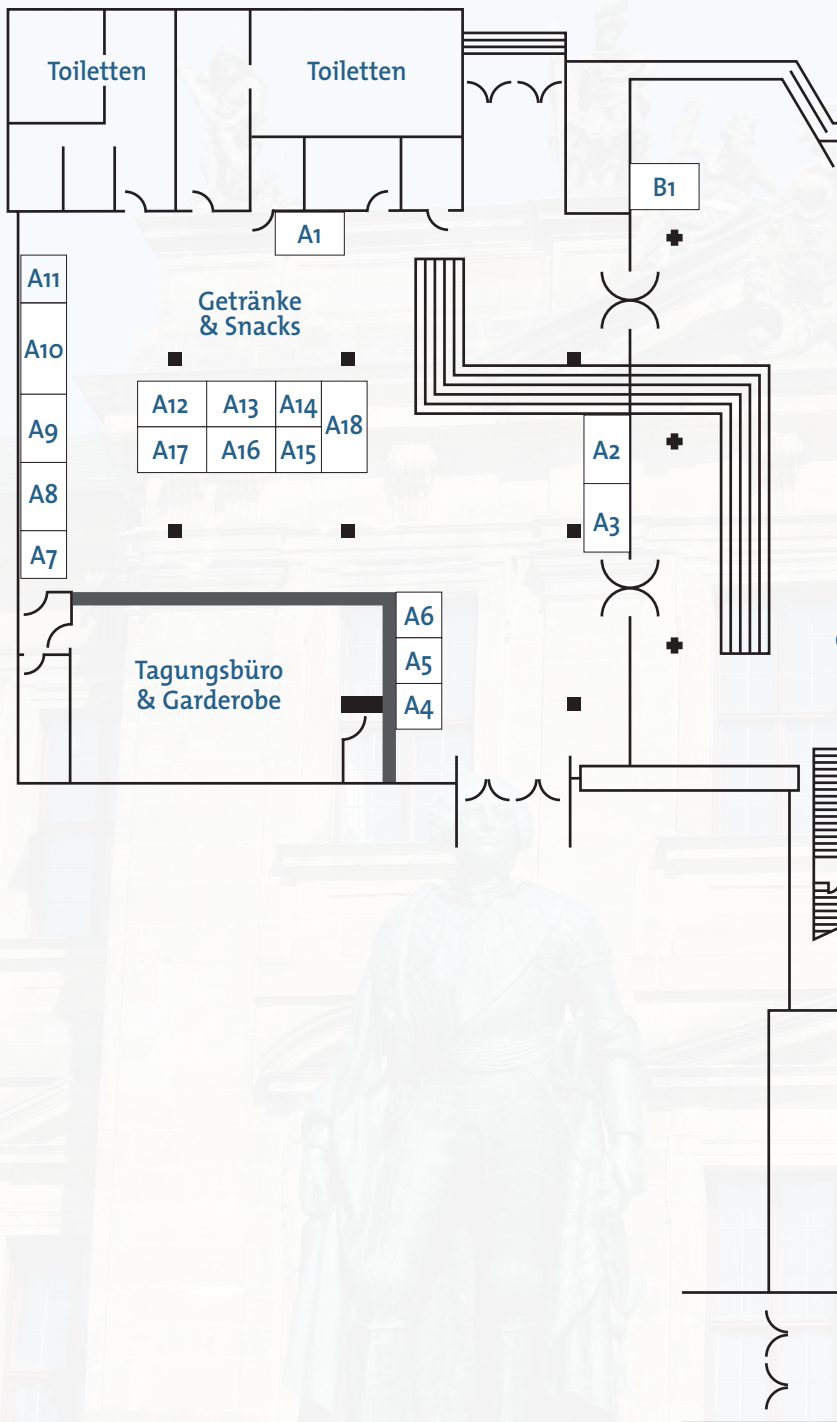 Toiletten
Toiletten
B1
A1
A11
Getränke
& Snacks
A10
A12
A13
A14
A18
A9
A17
A16
A15
A2
A8
A3
A7
A6
A5
A4
Tagungsbüro
& Garderobe